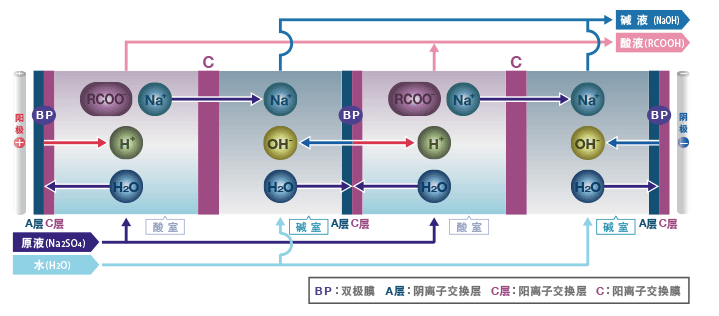 碱 液 (NaOH)
酸液(RCOOH)
C C
RCOO⁻ Na⁺ Na⁺ RCOO⁻ Na⁺ Na⁺
BP BP BP
阳极 + H⁺ OH⁻ H⁺ OH⁻ 阴极 −
H₂O H₂O H₂O H₂O
A层 C层 酸 室 碱 室 A层 C层 酸 室 碱 室 A层 C层
原液(Na2SO4)
水(H2O)
BP:双极膜 A层:阴离子交换层 C层:阳离子交换层 C:阳离子交换膜